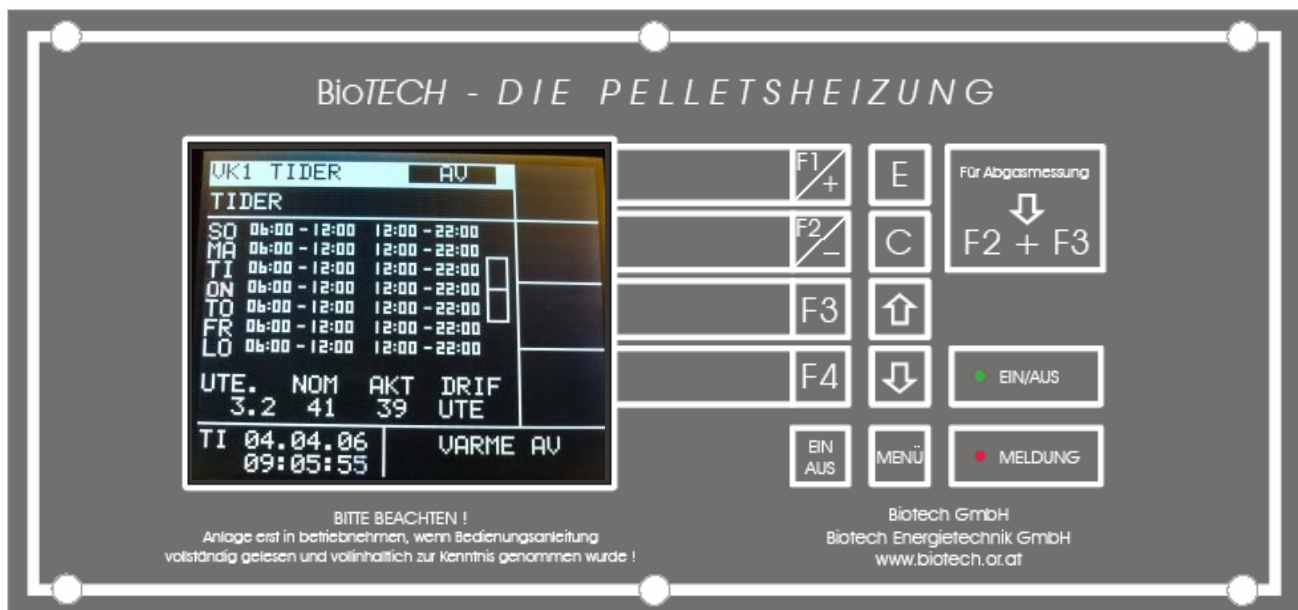 BioTECH - DIE PELLETSHEIZUNG
VK1 TIDER AV
TIDER
SO 06:00 - 12:00 12:00 - 22:00
MA 06:00 - 12:00 12:00 - 22:00
TI 06:00 - 12:00 12:00 - 22:00
ON 06:00 - 12:00 12:00 - 22:00
TO 06:00 - 12:00 12:00 - 22:00
FR 06:00 - 12:00 12:00 - 22:00
LO 06:00 - 12:00 12:00 - 22:00
UTE. NOM AKT DRIF
3.2 41 39 UTE
TI 04.04.06 VARME AV
09:05:55
F1/+
E
F2/-
C
F3
F4
EIN
AUS
MENÜ
Für Abgasmessung
F2 + F3
EIN/AUS
MELDUNG
BITTE BEACHTEN !
Anlage erst in betriebnehmen, wenn Bedienungsanleitung
vollständig gelesen und vollinhaltlich zur Kenntnis genommen wurde !
Biotech GmbH
Biotech Energietechnik GmbH
www.biotech.or.at